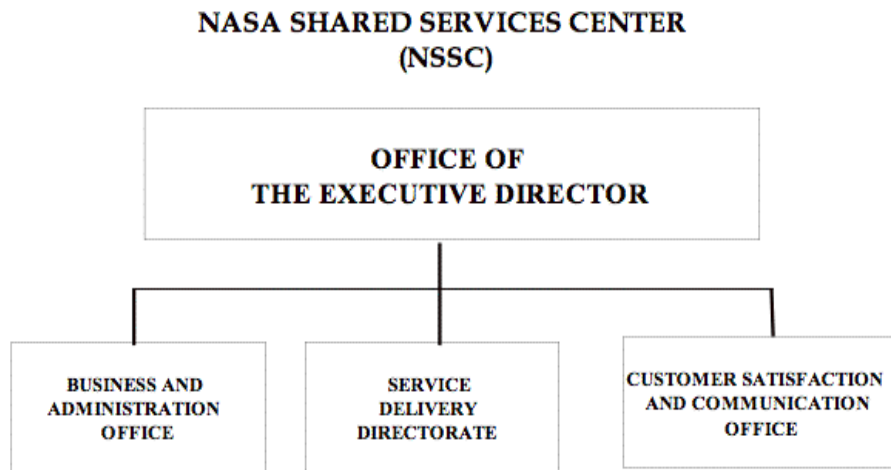 NASA SHARED SERVICES CENTER
(NSSC)
OFFICE OF
THE EXECUTIVE DIRECTOR
BUSINESS AND
ADMINISTRATION
OFFICE
SERVICE
DELIVERY
DIRECTORATE
CUSTOMER SATISFACTION
AND COMMUNICATION
OFFICE